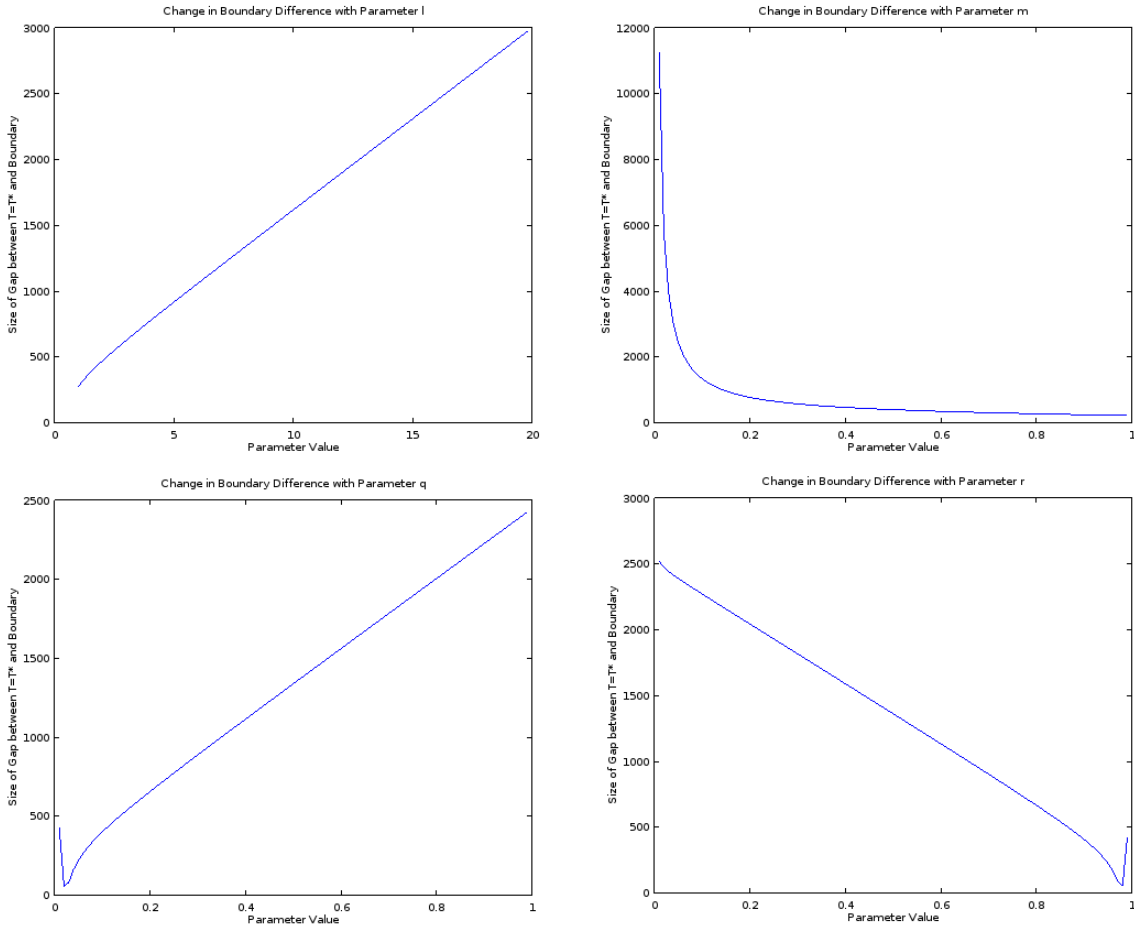 Change in Boundary Difference with Parameter l
3000
2500
2000
1500
1000
500
0
Size of Gap between T=T* and Boundary
0 5 10 15 20
Parameter Value
Change in Boundary Difference with Parameter m
12000
10000
8000
6000
4000
2000
0
Size of Gap between T=T* and Boundary
0 0.2 0.4 0.6 0.8 1
Parameter Value
Change in Boundary Difference with Parameter q
2500
2000
1500
1000
500
0
Size of Gap between T=T* and Boundary
0 0.2 0.4 0.6 0.8 1
Parameter Value
Change in Boundary Difference with Parameter r
3000
2500
2000
1500
1000
500
0
Size of Gap between T=T* and Boundary
0 0.2 0.4 0.6 0.8 1
Parameter Value